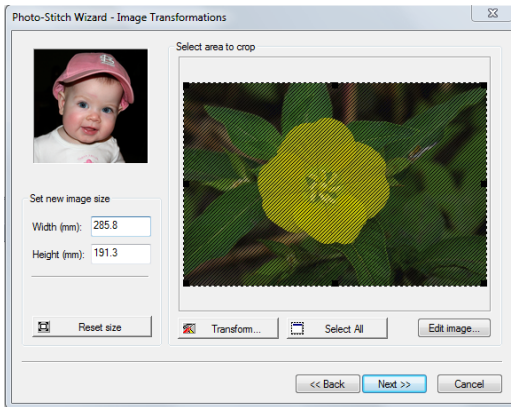 Photo-Stitch Wizard - Image Transformations
Select area to crop
Set new image size
Width (mm): 285.8
Height (mm): 191.3
Reset size
Transform...
Select All
Edit image...
<< Back
Next >>
Cancel